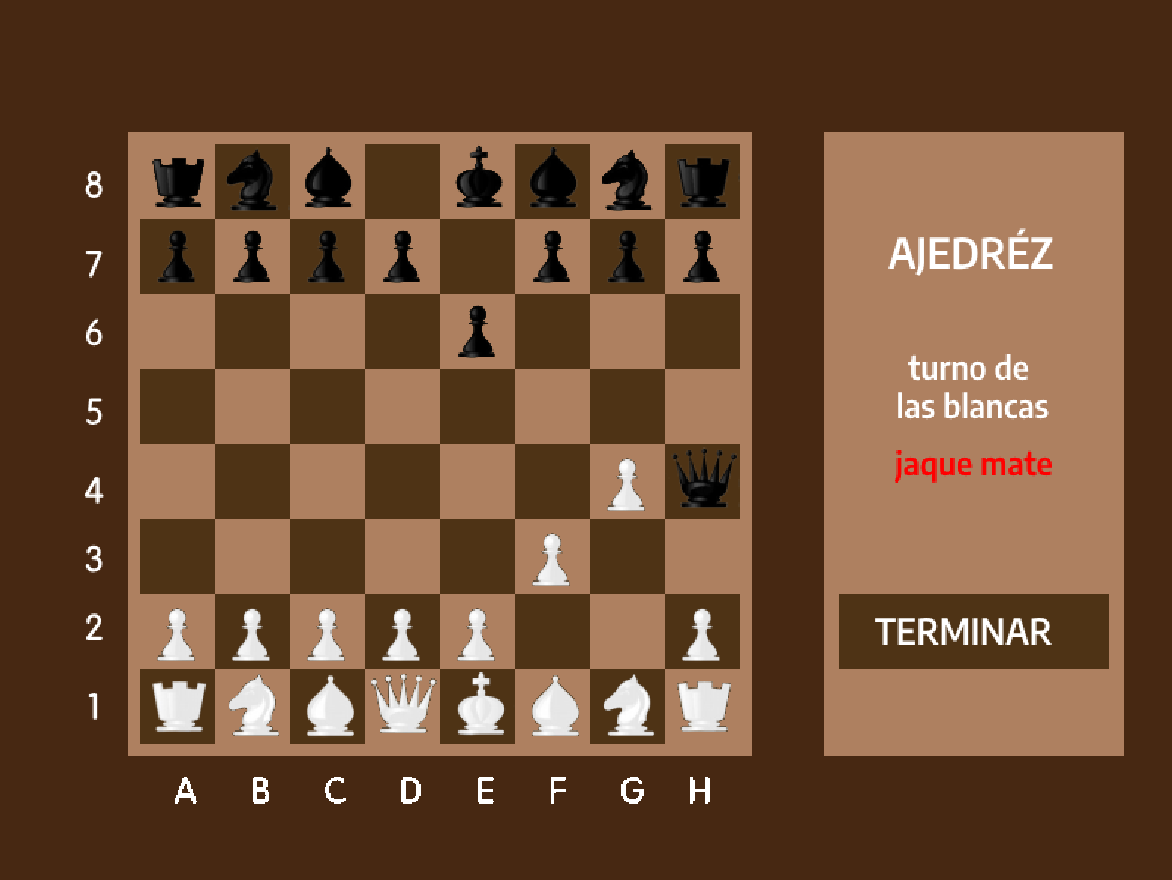 AJEDRÉZ
turno de
las blancas
jaque mate
TERMINAR
8
7
6
5
4
3
2
1
A B C D E F G H